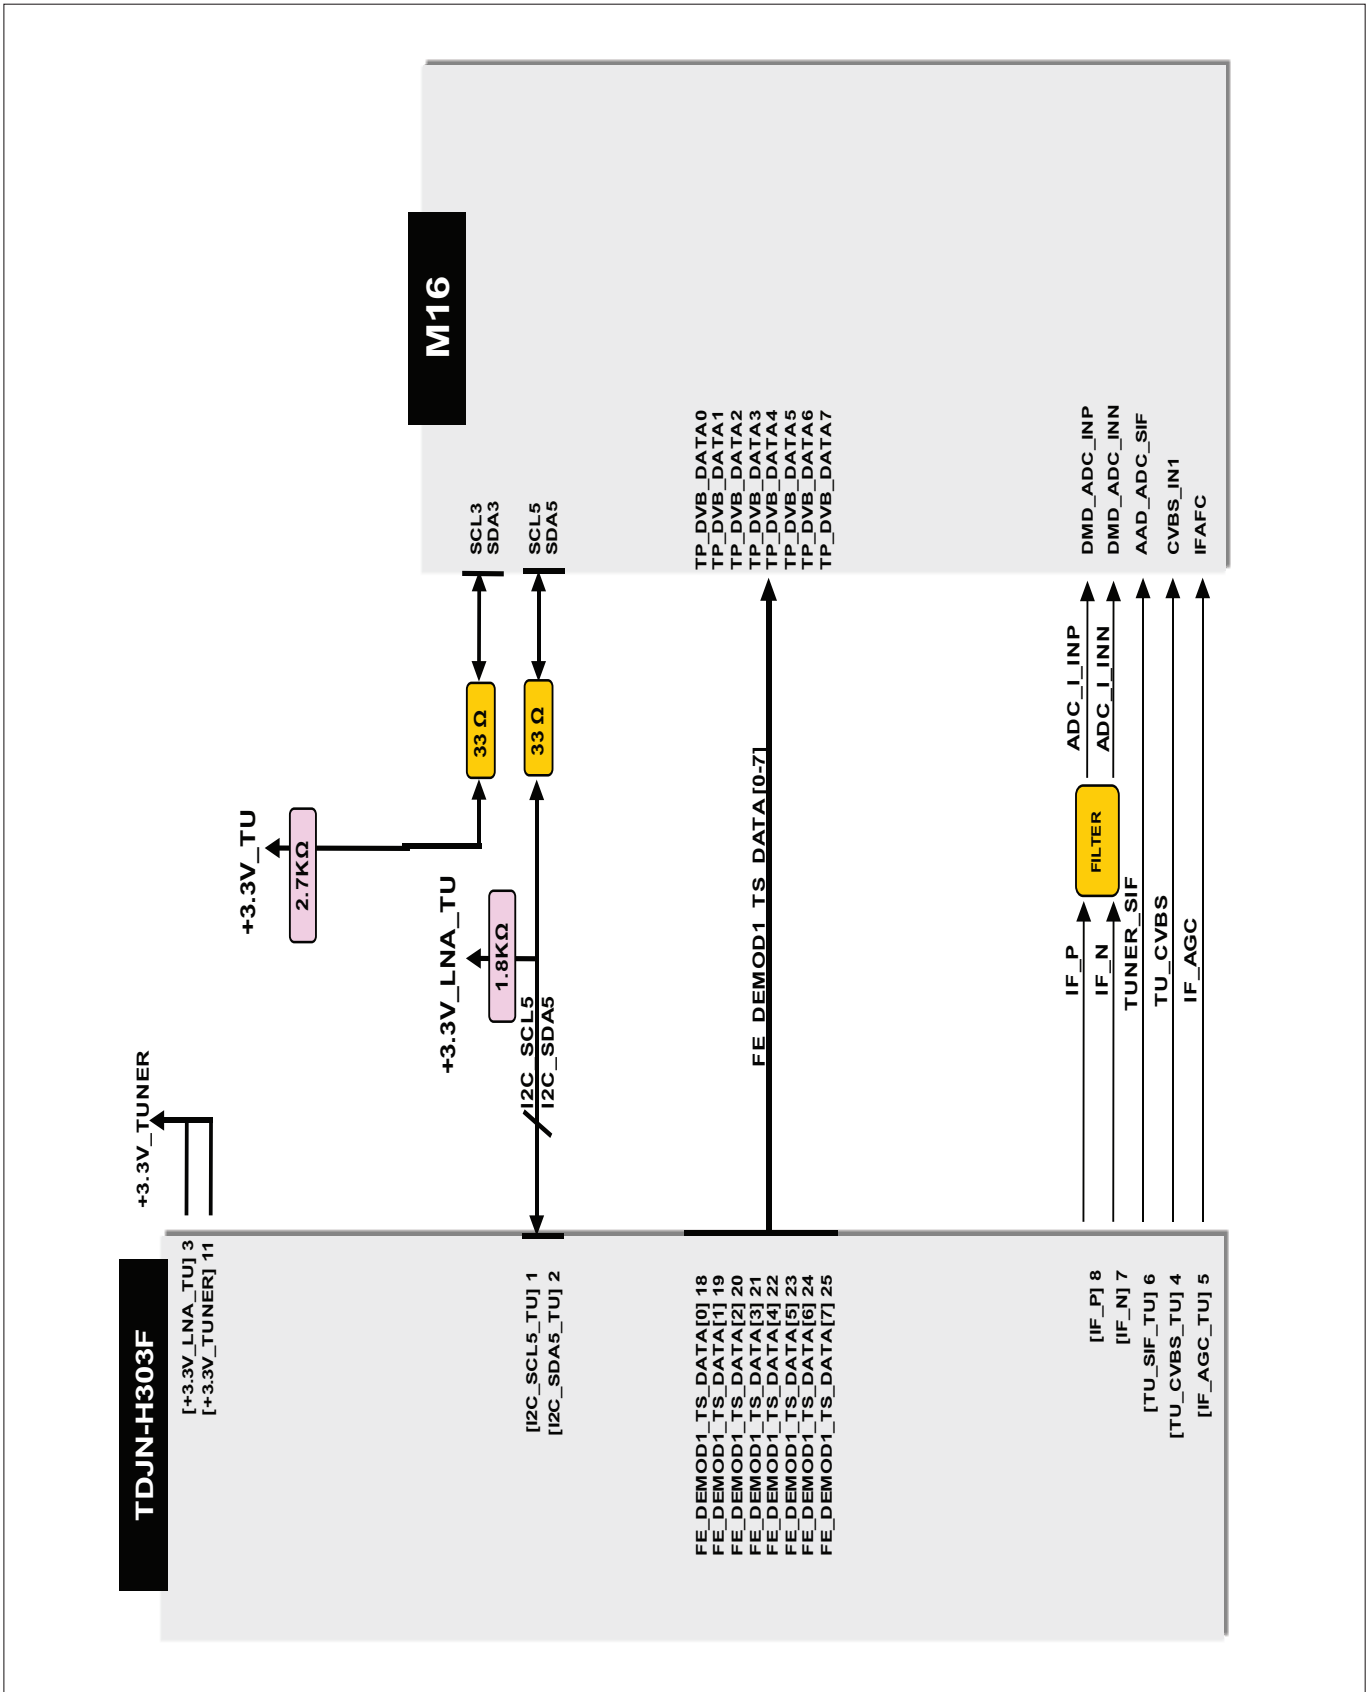 TDJN-H303F
[+3.3V_LNA_TU] 3
[+3.3V_TUNER] 11
+3.3V_TUNER
[I2C_SCL5_TU] 1
[I2C_SDA5_TU] 2
I2C_SCL5
I2C_SDA5
+3.3V_LNA_TU
1.8KΩ
+3.3V_TU
2.7KΩ
33 Ω
33 Ω
M16
SCL3
SDA3
SCL5
SDA5
FE_DEMOD1_TS_DATA[0] 18
FE_DEMOD1_TS_DATA[1] 19
FE_DEMOD1_TS_DATA[2] 20
FE_DEMOD1_TS_DATA[3] 21
FE_DEMOD1_TS_DATA[4] 22
FE_DEMOD1_TS_DATA[5] 23
FE_DEMOD1_TS_DATA[6] 24
FE_DEMOD1_TS_DATA[7] 25
FE DEMOD1 TS DATA[0-7]
TP_DVB_DATA0
TP_DVB_DATA1
TP_DVB_DATA2
TP_DVB_DATA3
TP_DVB_DATA4
TP_DVB_DATA5
TP_DVB_DATA6
TP_DVB_DATA7
[IF_P] 8
[IF_N] 7
[TU_SIF_TU] 6
[TU_CVBS_TU] 4
[IF_AGC_TU] 5
IF_P
IF_N
TUNER_SIF
TU_CVBS
IF_AGC
FILTER
ADC_I_INP
ADC_I_INN
DMD_ADC_INP
DMD_ADC_INN
AAD_ADC_SIF
CVBS_IN1
IFAFC